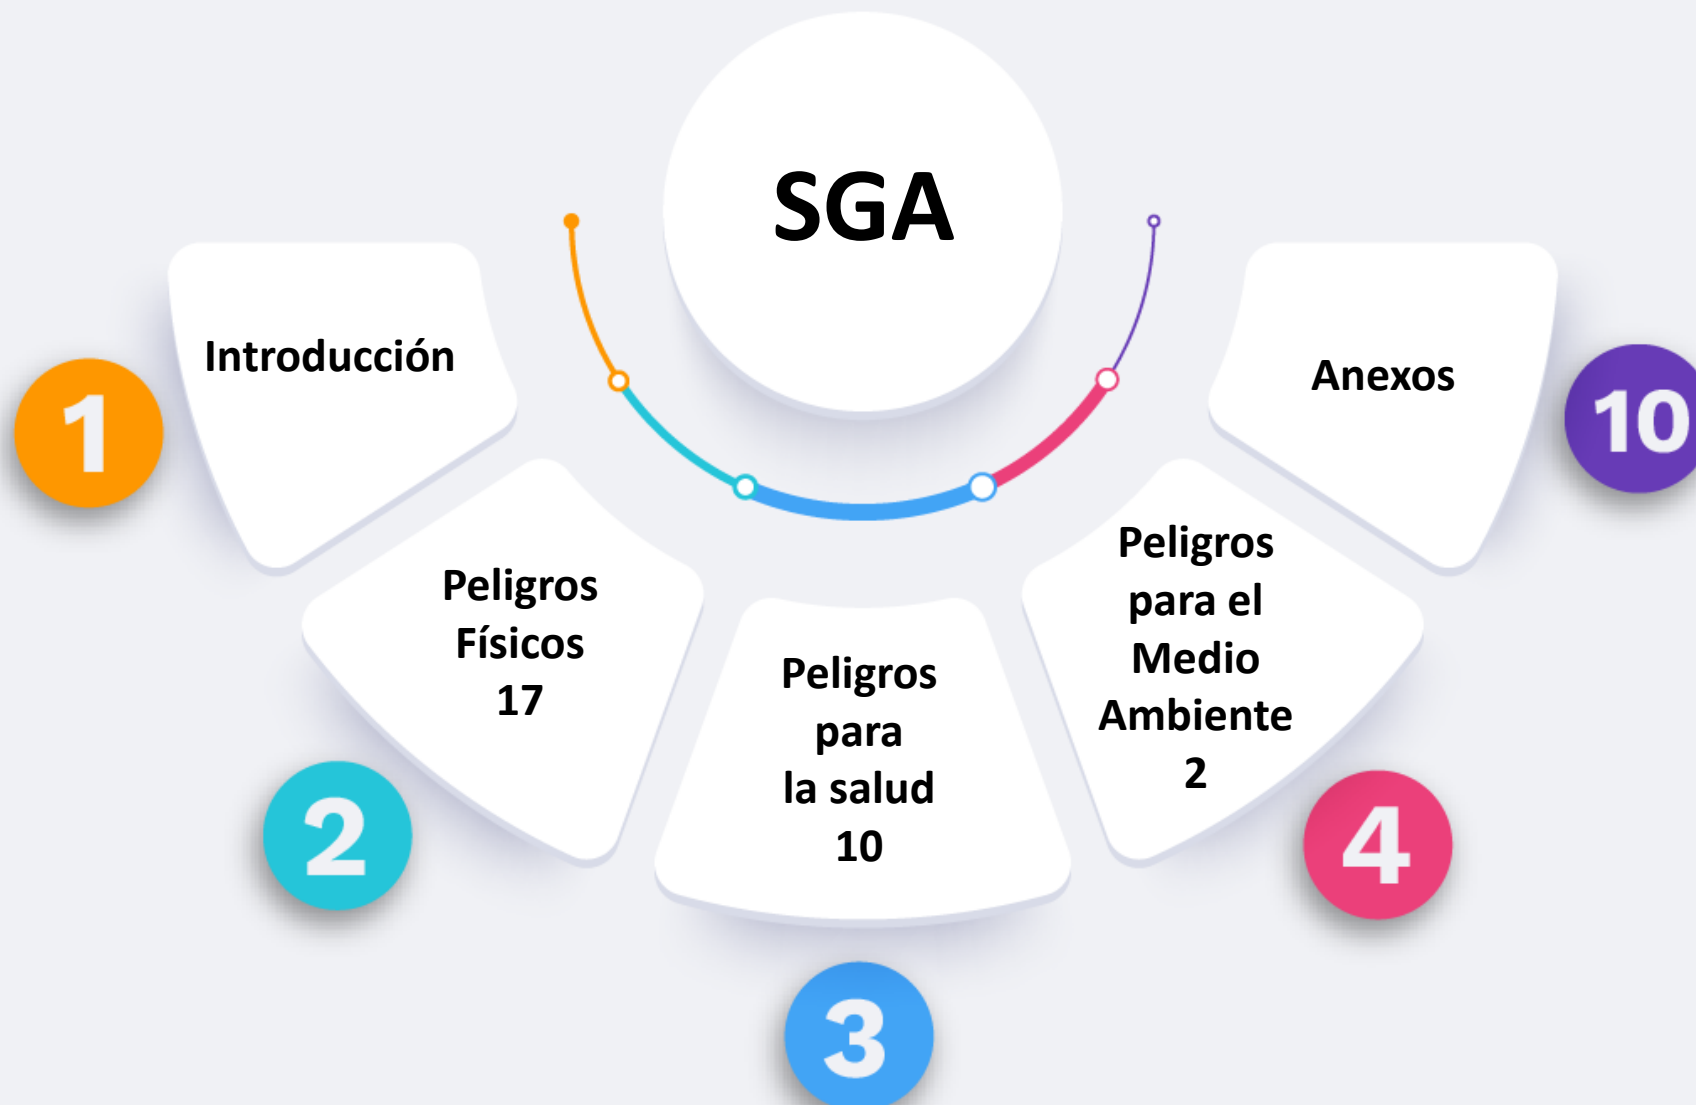 SGA
1
Introducción
2
Peligros
Físicos
17
3
Peligros
para
la salud
10
4
Peligros
para el
Medio
Ambiente
2
10
Anexos